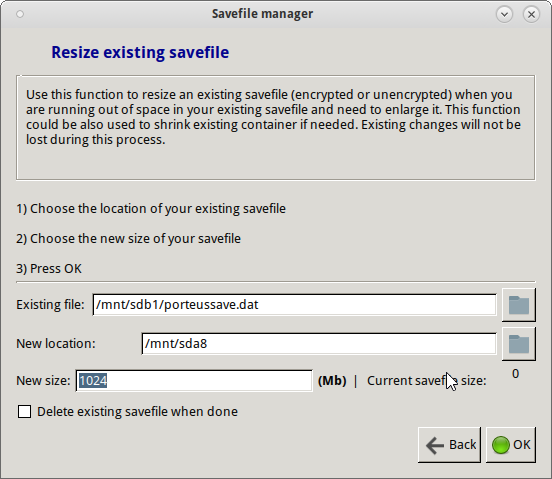 Savefile manager
Resize existing savefile
Use this function to resize an existing savefile (encrypted or unencrypted) when you
are running out of space in your existing savefile and need to enlarge it. This function
could be also used to shrink existing container if needed. Existing changes will not be
lost during this process.
1) Choose the location of your existing savefile
2) Choose the new size of your savefile
3) Press OK
Existing file: /mnt/sdb1/porteussave.dat
New location: /mnt/sda8
New size: 1024 (Mb) | Current savefile size: 0
Delete existing savefile when done
Back OK